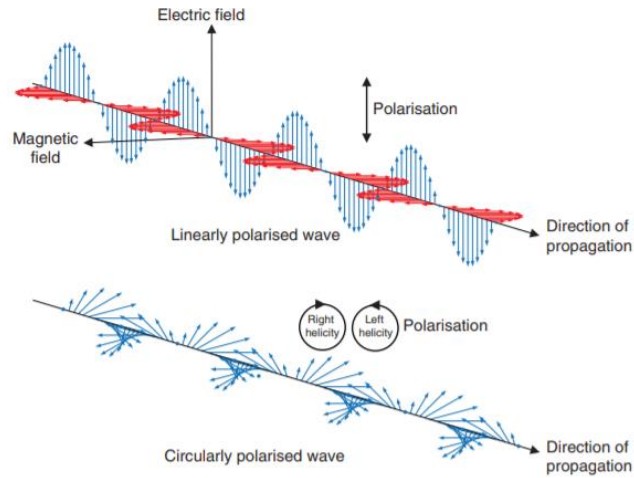 Electric field
Polarisation
Magnetic
field
Direction of
propagation
Linearly polarised wave
Right
helicity
Left
helicity
Polarisation
Circularly polarised wave
Direction of
propagation